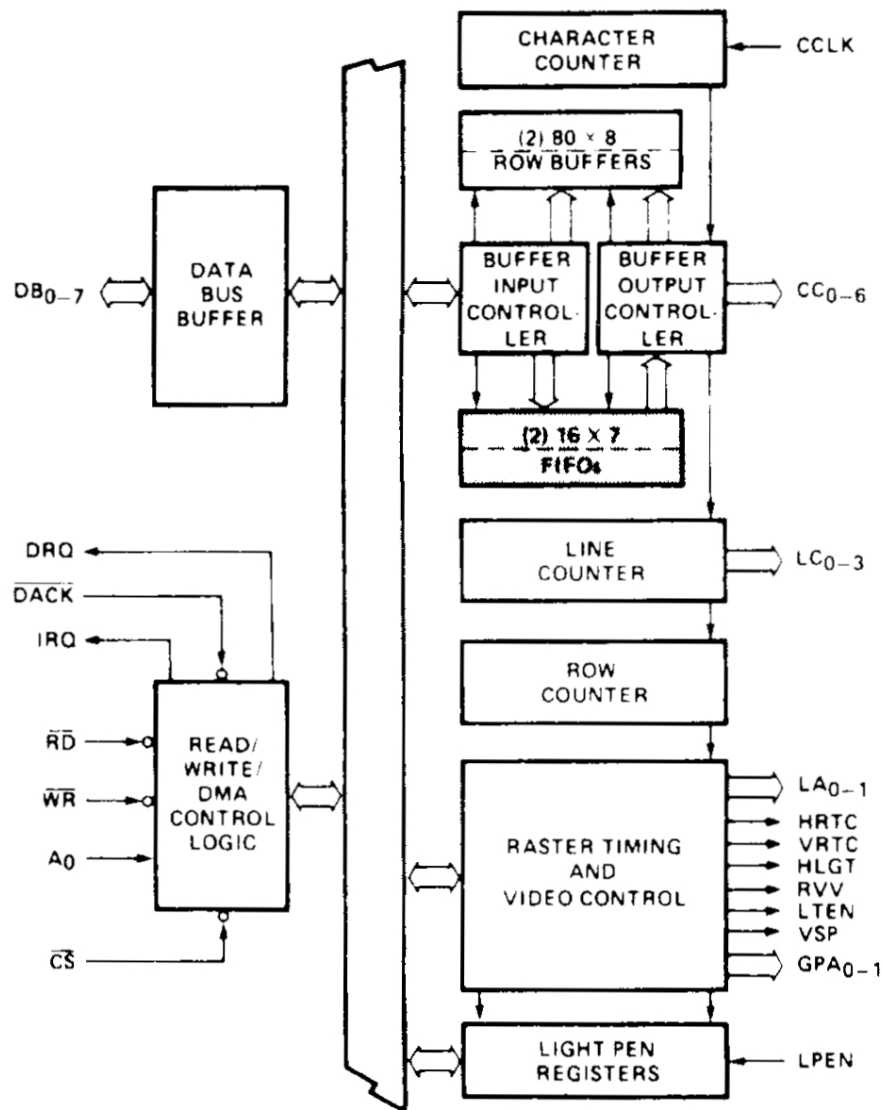 CHARACTER
COUNTER
CCLK
(2) 80 × 8
ROW BUFFERS
DATA
BUS
BUFFER
DB0–7
BUFFER
INPUT
CONTROL-
LER
BUFFER
OUTPUT
CONTROL-
LER
CC0–6
(2) 16 × 7
FIFOs
DRQ
DACK
IRQ
LINE
COUNTER
LC0–3
ROW
COUNTER
RD
WR
A0
CS
READ/
WRITE/
DMA
CONTROL
LOGIC
RASTER TIMING
AND
VIDEO CONTROL
LA0–1
HRTC
VRTC
HLGT
RVV
LTEN
VSP
GPA0–1
LIGHT PEN
REGISTERS
LPEN